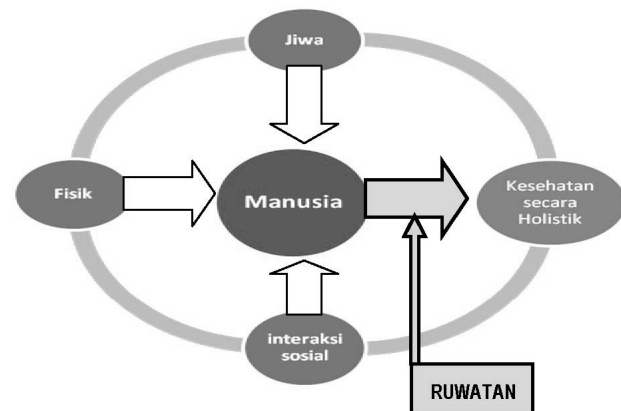 Jiwa
Fisik
Manusia
Kesehatan
secara
Holistik
interaksi
sosial
RUWATAN